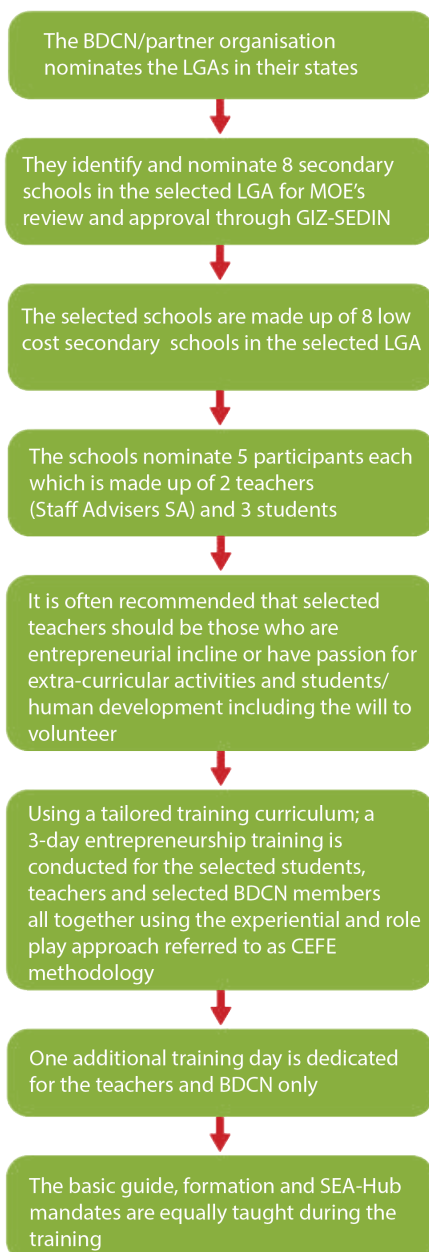 The BDCN/partner organisation
nominates the LGAs in their states
They identify and nominate 8 secondary
schools in the selected LGA for MOE's
review and approval through GIZ-SEDIN
The selected schools are made up of 8 low
cost secondary schools in the selected LGA
The schools nominate 5 participants each
which is made up of 2 teachers
(Staff Advisers SA) and 3 students
It is often recommended that selected
teachers should be those who are
entrepreneurial incline or have passion for
extra-curricular activities and students/
human development including the will to
volunteer
Using a tailored training curriculum; a
3-day entrepreneurship training is
conducted for the selected students,
teachers and selected BDCN members
all together using the experiential and role
play approach referred to as CEFE
methodology
One additional training day is dedicated
for the teachers and BDCN only
The basic guide, formation and SEA-Hub
mandates are equally taught during the
training